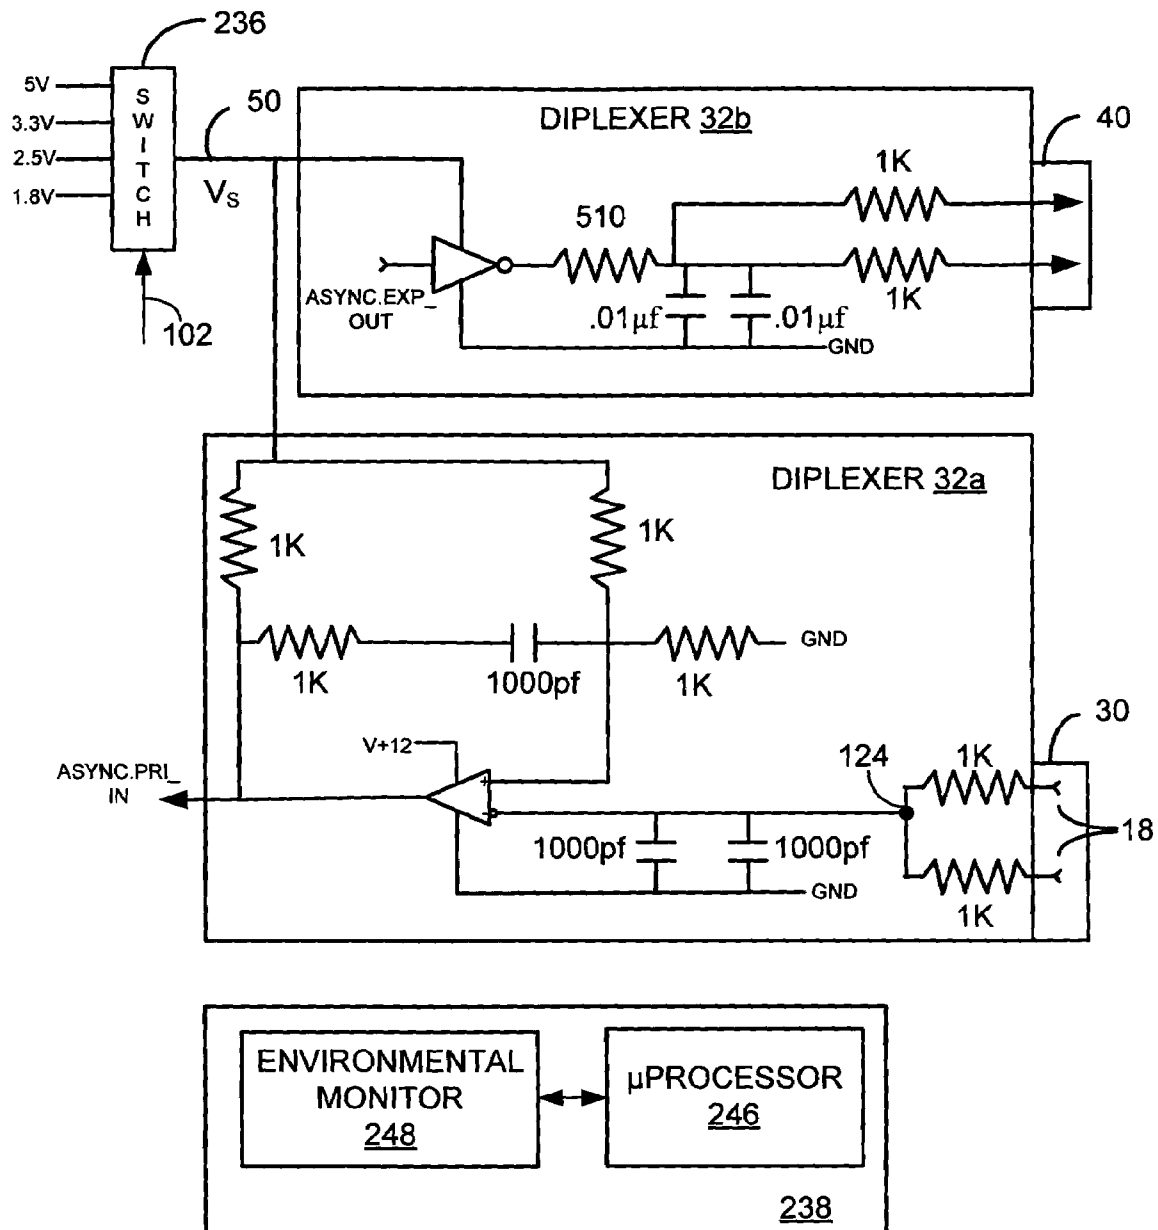 236
5V
3.3V
2.5V
1.8V
SWITCH
50
VS
102
DIPLEXER 32b
40
1K
510
1K
ASYNC.EXP_
OUT
.01µf
.01µf
GND
DIPLEXER 32a
1K
1K
1K
1000pf
1K
GND
30
V+12
124
1K
ASYNC.PRI_
IN
+
+
18
1000pf
1000pf
GND
1K
ENVIRONMENTAL
MONITOR
248
µPROCESSOR
246
238